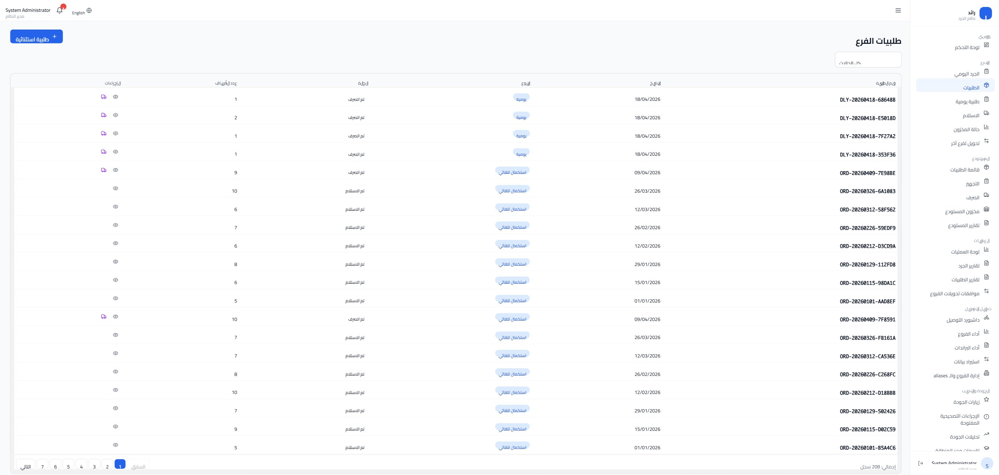 رائد
نظام الجرد
System Administrator
مدير النظام
English
لوحة التحكم
الفرع
الجرد اليومي
الطلبيات
طلبية يومية
الاستلام
حالة المخزون
تحويل لفرع آخر
المستودع
قائمة الطلبيات
التجهيز
الصرف
مخزون المستودع
تقارير المستودع
العمليات
لوحة العمليات
تقارير الجرد
تقارير الطلبيات
موافقات تحويلات الفروع
داشبورد التوصيل
أداء الفروع
أداء البراندات
استيراد بيانات
إدارة الفروع والـ aliases
الجودة والتدريب
زيارات الجودة
الإجراءات التصحيحية
المفتوحة
تحليلات الجودة
تقييمات مدير المنطقة
S
System Administrator
مدير النظام
طلبيات الفرع
طلبية استثنائية
كل الحالات
رقم الطلبية التاريخ النوع الحالة عدد الأصناف الإجراءات
DLY-20260418-68648B 18/04/2026 يومية تم الصرف 1
DLY-20260418-E5018D 18/04/2026 يومية تم الصرف 2
DLY-20260418-7F27A2 18/04/2026 يومية تم الصرف 1
DLY-20260418-353F36 18/04/2026 يومية تم الصرف 1
ORD-20260409-7E98BE 09/04/2026 استكمال تلقائي تم الصرف 9
ORD-20260326-6A1083 26/03/2026 استكمال تلقائي تم الاستلام 10
ORD-20260312-58F562 12/03/2026 استكمال تلقائي تم الاستلام 6
ORD-20260226-59EDF9 26/02/2026 استكمال تلقائي تم الاستلام 7
ORD-20260212-D3CD9A 12/02/2026 استكمال تلقائي تم الاستلام 6
ORD-20260129-112FD8 29/01/2026 استكمال تلقائي تم الاستلام 8
ORD-20260115-98DA1C 15/01/2026 استكمال تلقائي تم الاستلام 6
ORD-20260101-AAD8EF 01/01/2026 استكمال تلقائي تم الاستلام 5
ORD-20260409-7F8591 09/04/2026 استكمال تلقائي تم الصرف 10
ORD-20260326-FB161A 26/03/2026 استكمال تلقائي تم الاستلام 7
ORD-20260312-CA536E 12/03/2026 استكمال تلقائي تم الاستلام 7
ORD-20260226-C268FC 26/02/2026 استكمال تلقائي تم الاستلام 8
ORD-20260212-D18BBB 12/02/2026 استكمال تلقائي تم الاستلام 10
ORD-20260129-502426 29/01/2026 استكمال تلقائي تم الاستلام 7
ORD-20260115-D02C59 15/01/2026 استكمال تلقائي تم الاستلام 9
ORD-20260101-B5A4C6 01/01/2026 استكمال تلقائي تم الاستلام 5
إجمالي: 208 سجل
السابق 1 2 3 4 5 6 7 التالي